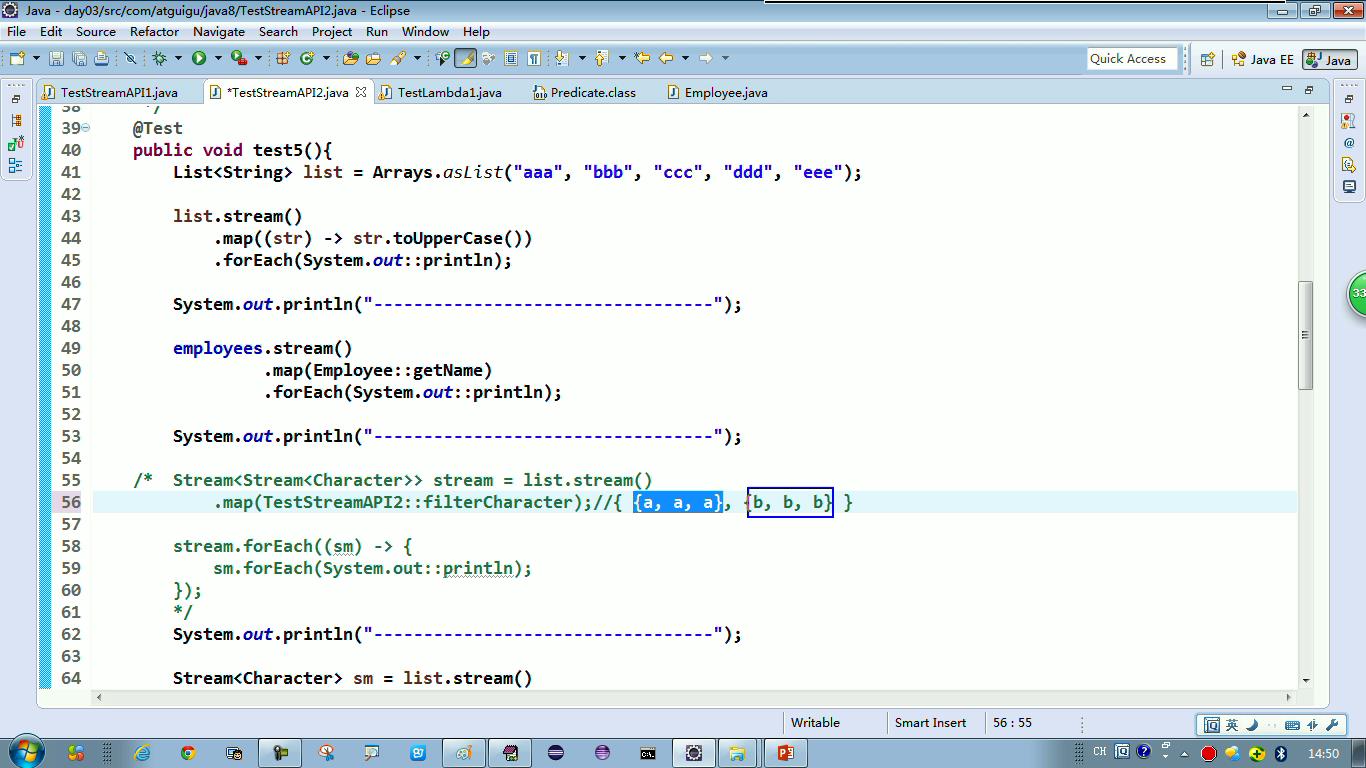 Java - day03/src/com/atguigu/java8/TestStreamAPI2.java - Eclipse
File Edit Source Refactor Navigate Search Project Run Window Help
Quick Access Java EE Java
TestStreamAPI1.java *TestStreamAPI2.java TestLambda1.java Predicate.class Employee.java
38 */
39 @Test
40 public void test5(){
41 List<String> list = Arrays.asList("aaa", "bbb", "ccc", "ddd", "eee");
42
43 list.stream()
44 .map((str) -> str.toUpperCase())
45 .forEach(System.out::println);
46
47 System.out.println("----------------------------------");
48
49 employees.stream()
50 .map(Employee::getName)
51 .forEach(System.out::println);
52
53 System.out.println("----------------------------------");
54
55 /* Stream<Stream<Character>> stream = list.stream()
56 .map(TestStreamAPI2::filterCharacter);//{ {a, a, a}, {b, b, b} }
57
58 stream.forEach((sm) -> {
59 sm.forEach(System.out::println);
60 });
61 */
62 System.out.println("----------------------------------");
63
64 Stream<Character> sm = list.stream()
33
Writable Smart Insert 56 : 55
英
CH 14:50